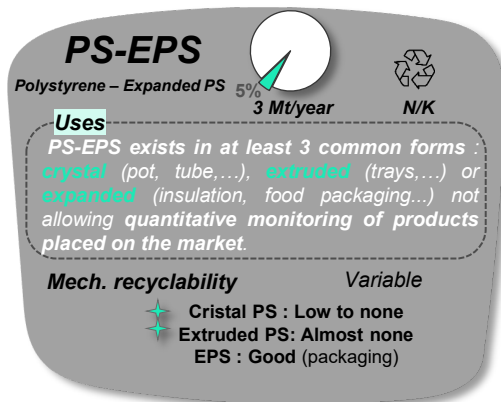 PS-EPS
Polystyrene – Expanded PS
5%
3 Mt/year
N/K
Uses
PS-EPS exists in at least 3 common forms :
crystal (pot, tube,…), extruded (trays,…) or
expanded (insulation, food packaging...) not
allowing quantitative monitoring of products
placed on the market.
Mech. recyclability
Variable
Cristal PS : Low to none
Extruded PS: Almost none
EPS : Good (packaging)